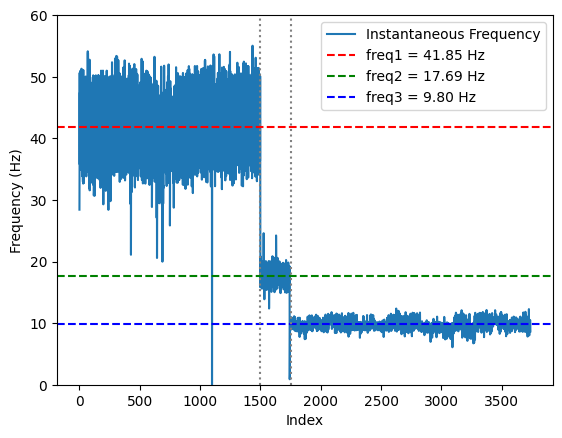 60
50
40
30
20
10
0
Frequency (Hz)
Instantaneous Frequency
freq1 = 41.85 Hz
freq2 = 17.69 Hz
freq3 = 9.80 Hz
0 500 1000 1500 2000 2500 3000 3500
Index